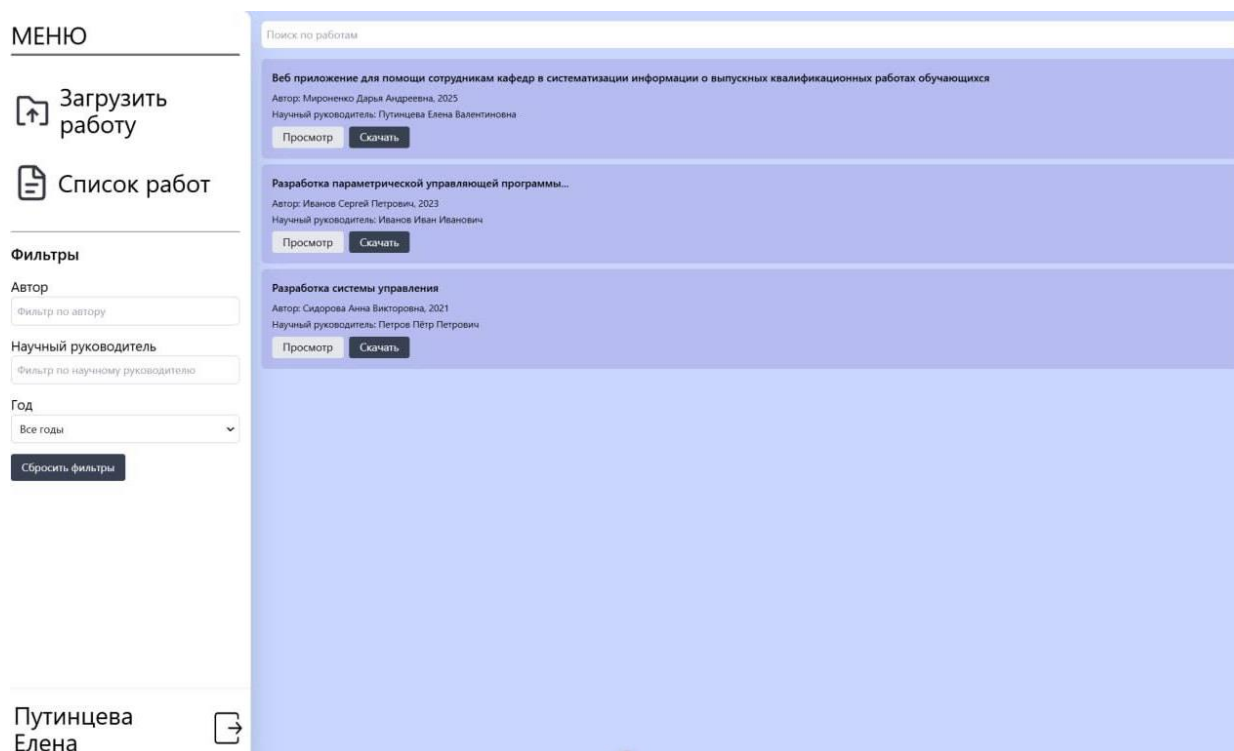 МЕНЮ
Загрузить
работу
Список работ
Фильтры
Автор
Фильтр по автору
Научный руководитель
Фильтр по научному руководителю
Год
Все годы
Сбросить фильтры
Путинцева
Елена
Поиск по работам
Веб приложение для помощи сотрудникам кафедр в систематизации информации о выпускных квалификационных работах обучающихся
Автор: Мироненко Дарья Андреевна, 2025
Научный руководитель: Путинцева Елена Валентиновна
Просмотр Скачать
Разработка параметрической управляющей программы...
Автор: Иванов Сергей Петрович, 2023
Научный руководитель: Иванов Иван Иванович
Просмотр Скачать
Разработка системы управления
Автор: Сидорова Анна Викторовна, 2021
Научный руководитель: Петров Пётр Петрович
Просмотр Скачать